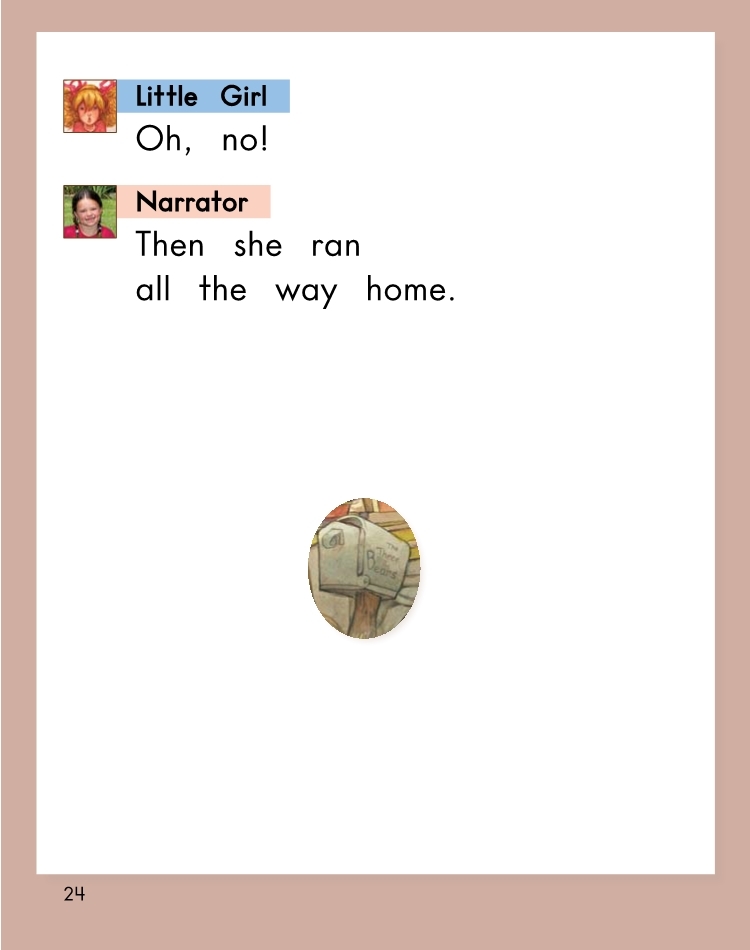 Little Girl
Oh, no!
Narrator
Then she ran
all the way home.
The
Three
Bears
24